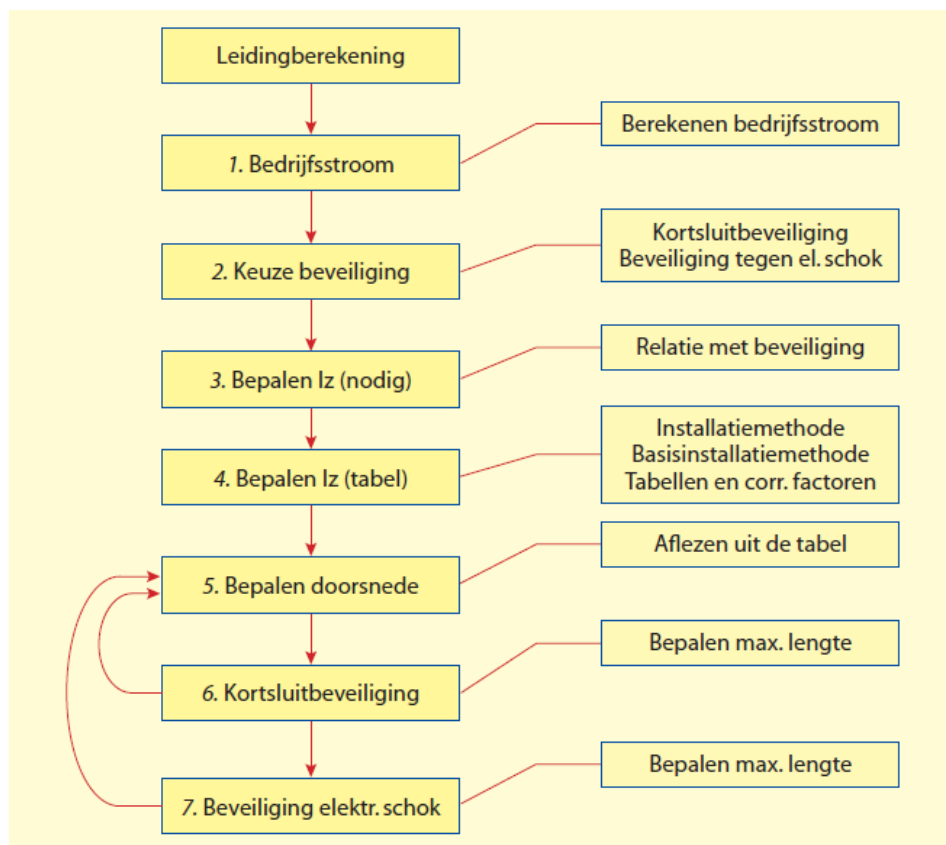 Leidingberekening
Berekenen bedrijfsstroom
1. Bedrijfsstroom
Kortsluitbeveiliging
Beveiliging tegen el. schok
2. Keuze beveiliging
Relatie met beveiliging
3. Bepalen Iz (nodig)
Installatiemethode
Basisinstallatiemethode
Tabellen en corr. factoren
4. Bepalen Iz (tabel)
Aflezen uit de tabel
5. Bepalen doorsnede
Bepalen max. lengte
6. Kortsluitbeveiliging
Bepalen max. lengte
7. Beveiliging elektr. schok